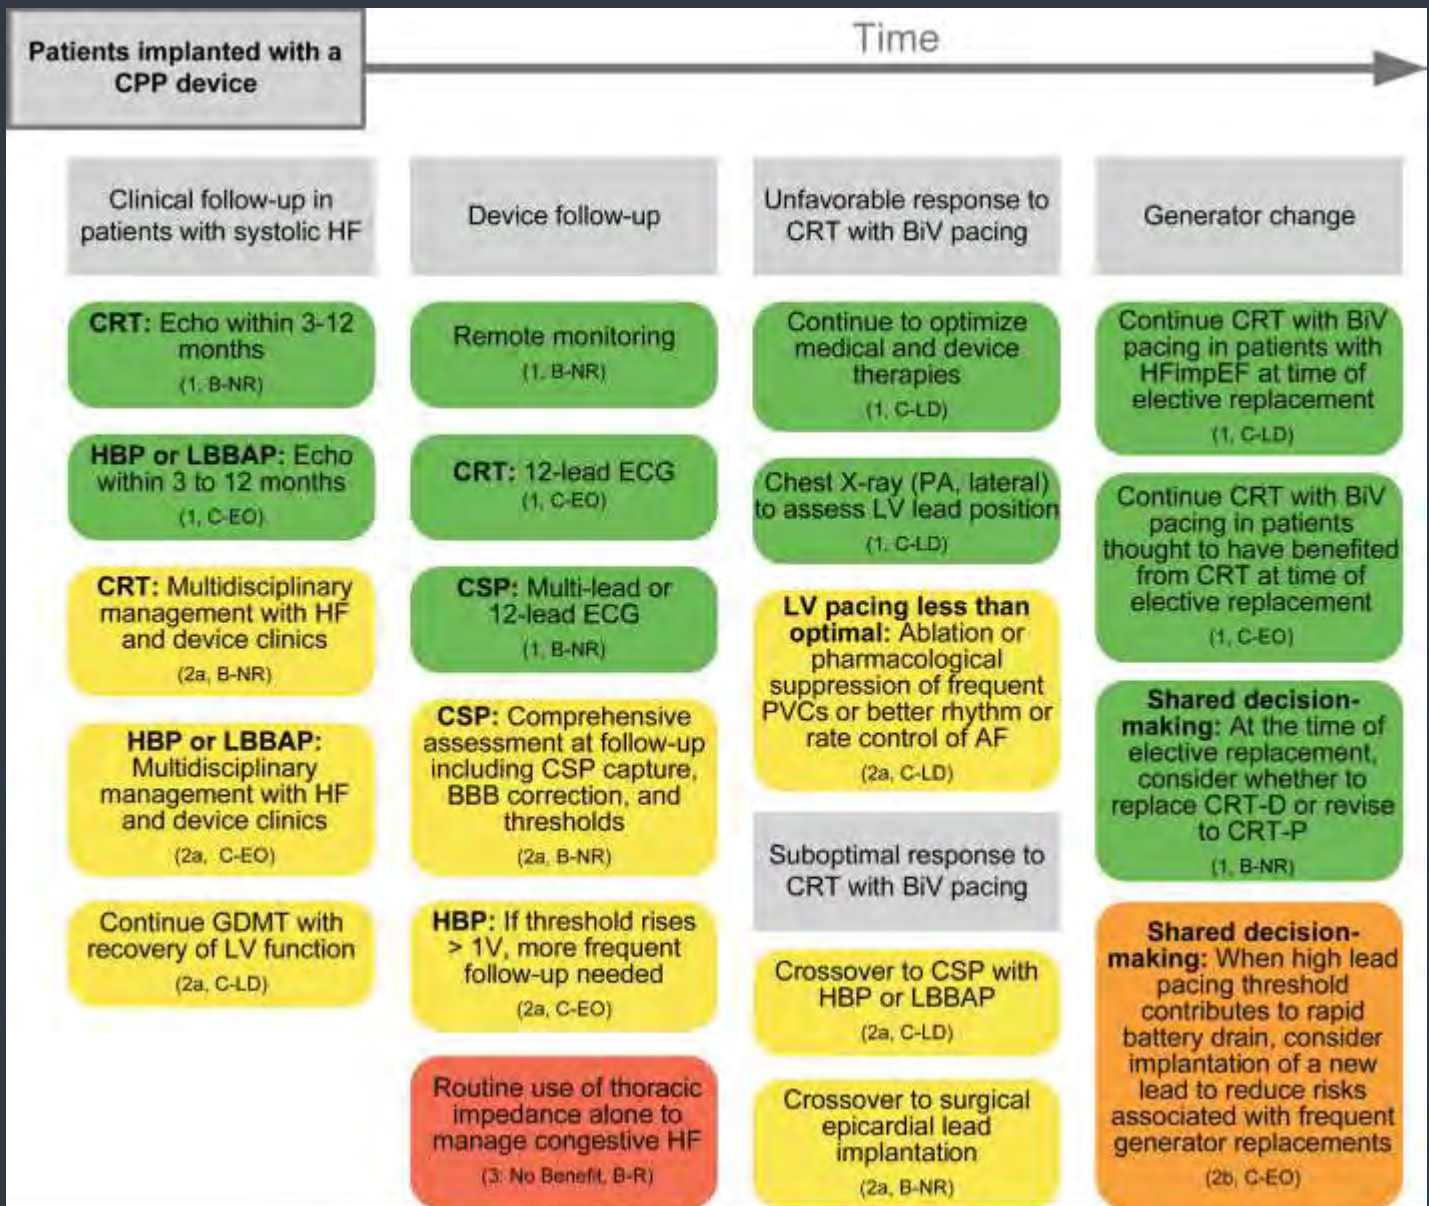 Patients implanted with a
CPP device
Time
Clinical follow-up in
patients with systolic HF
CRT: Echo within 3-12
months
(1, B-NR)
HBP or LBBAP: Echo
within 3 to 12 months
(1, C-EO)
CRT: Multidisciplinary
management with HF
and device clinics
(2a, B-NR)
HBP or LBBAP:
Multidisciplinary
management with HF
and device clinics
(2a, C-EO)
Continue GDMT with
recovery of LV function
(2a, C-LD)
Device follow-up
Remote monitoring
(1, B-NR)
CRT: 12-lead ECG
(1, C-EO)
CSP: Multi-lead or
12-lead ECG
(1, B-NR)
CSP: Comprehensive
assessment at follow-up
including CSP capture,
BBB correction, and
thresholds
(2a, B-NR)
HBP: If threshold rises
> 1V, more frequent
follow-up needed
(2a, C-EO)
Routine use of thoracic
impedance alone to
manage congestive HF
(3: No Benefit, B-R)
Unfavorable response to
CRT with BiV pacing
Continue to optimize
medical and device
therapies
(1, C-LD)
Chest X-ray (PA, lateral)
to assess LV lead position
(1, C-LD)
LV pacing less than
optimal: Ablation or
pharmacological
suppression of frequent
PVCs or better rhythm or
rate control of AF
(2a, C-LD)
Suboptimal response to
CRT with BiV pacing
Crossover to CSP with
HBP or LBBAP
(2a, C-LD)
Crossover to surgical
epicardial lead
implantation
(2a, B-NR)
Generator change
Continue CRT with BiV
pacing in patients with
HFimpEF at time of
elective replacement
(1, C-LD)
Continue CRT with BiV
pacing in patients
thought to have benefited
from CRT at time of
elective replacement
(1, C-EO)
Shared decision-
making: At the time of
elective replacement,
consider whether to
replace CRT-D or revise
to CRT-P
(1, B-NR)
Shared decision-
making: When high lead
pacing threshold
contributes to rapid
battery drain, consider
implantation of a new
lead to reduce risks
associated with frequent
generator replacements
(2b, C-EO)